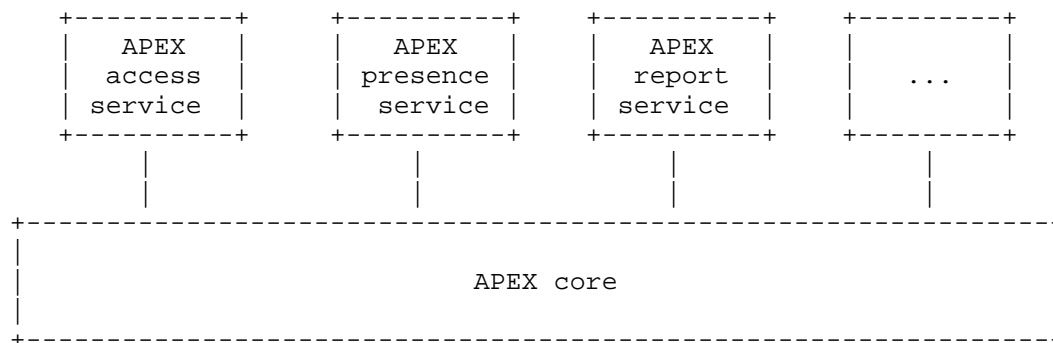 APEX access service
APEX presence service
APEX report service
...
APEX core